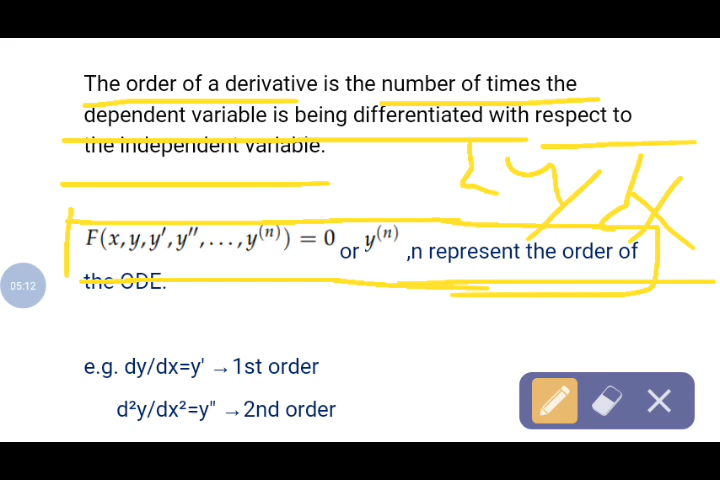 The order of a derivative is the number of times the
dependent variable is being differentiated with respect to
the independent variable.
dy/dx
F(x,y,y′,y″,...,y⁽ⁿ⁾) = 0 or y⁽ⁿ⁾ ,n represent the order of
the ODE.
05:12
e.g. dy/dx=y' →1st order
d²y/dx²=y" →2nd order